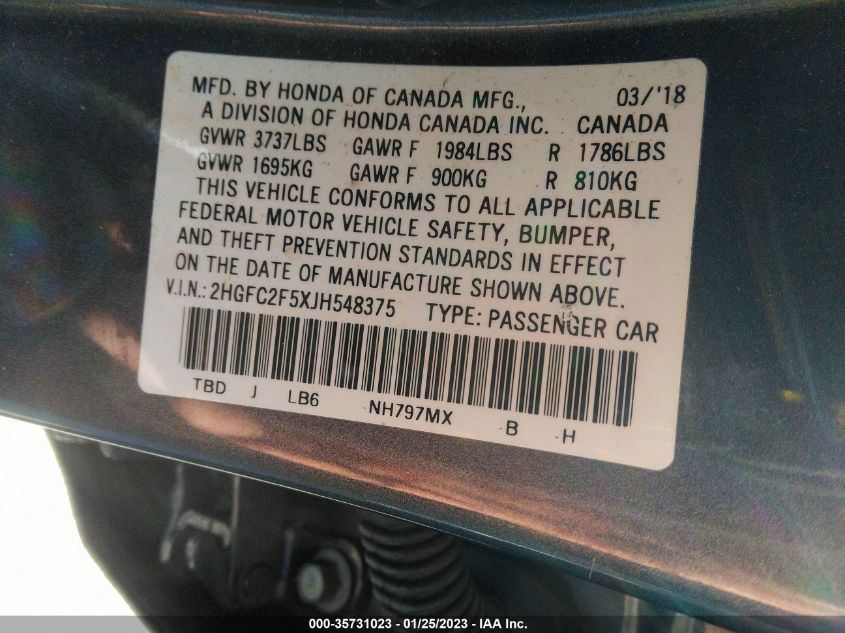 MFD. BY HONDA OF CANADA MFG., 03/'18
A DIVISION OF HONDA CANADA INC. CANADA
GVWR 3737LBS GAWR F 1984LBS R 1786LBS
GVWR 1695KG GAWR F 900KG R 810KG
THIS VEHICLE CONFORMS TO ALL APPLICABLE
FEDERAL MOTOR VEHICLE SAFETY, BUMPER,
AND THEFT PREVENTION STANDARDS IN EFFECT
ON THE DATE OF MANUFACTURE SHOWN ABOVE.
V.I.N.: 2HGFC2F5XJH548375 TYPE: PASSENGER CAR
TBD J LB6 NH797MX B H
000-35731023 / 01/25/2023 / © IAA Inc.